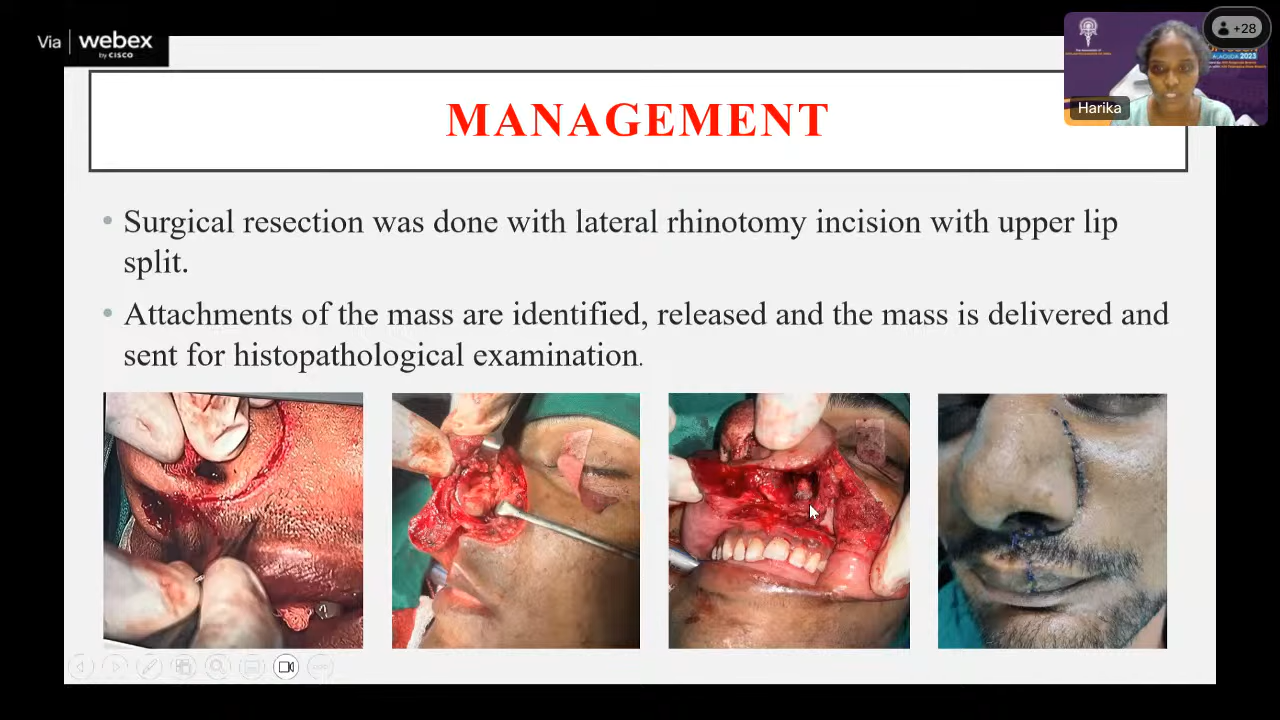 Via webex
by CISCO
+28
2023
Harika
MANAGEMENT
Surgical resection was done with lateral rhinotomy incision with upper lip
split.
Attachments of the mass are identified, released and the mass is delivered and
sent for histopathological examination.